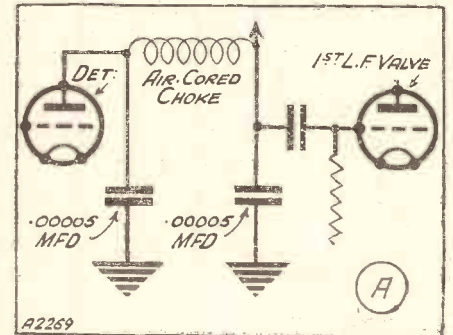 DET:
AIR-CORED
CHOKE
1ST L.F. VALVE
.00005
MFD
.00005
MFD
A
A2269